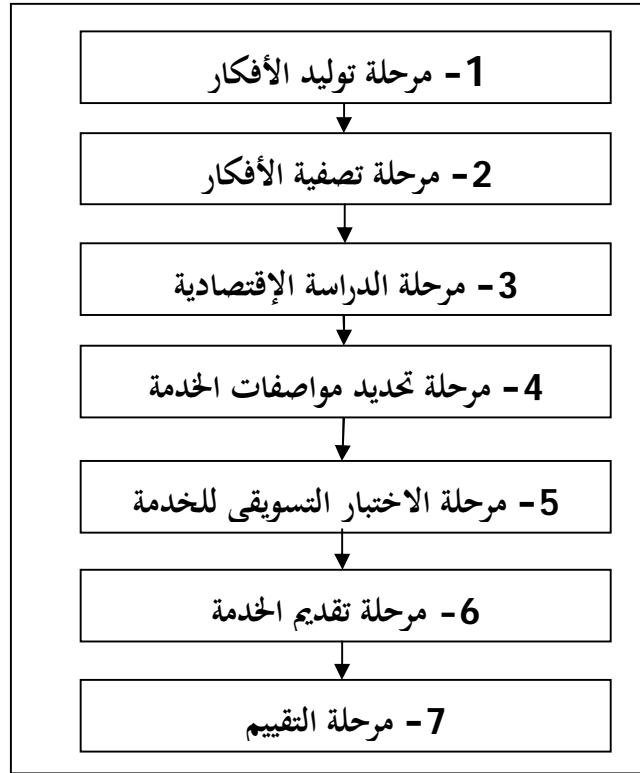 1- مرحلة توليد الأفكار
2- مرحلة تصفية الأفكار
3- مرحلة الدراسة الإقتصادية
4- مرحلة تحديد مواصفات الخدمة
5- مرحلة الاختبار التسويقي للخدمة
6- مرحلة تقديم الخدمة
7- مرحلة التقييم